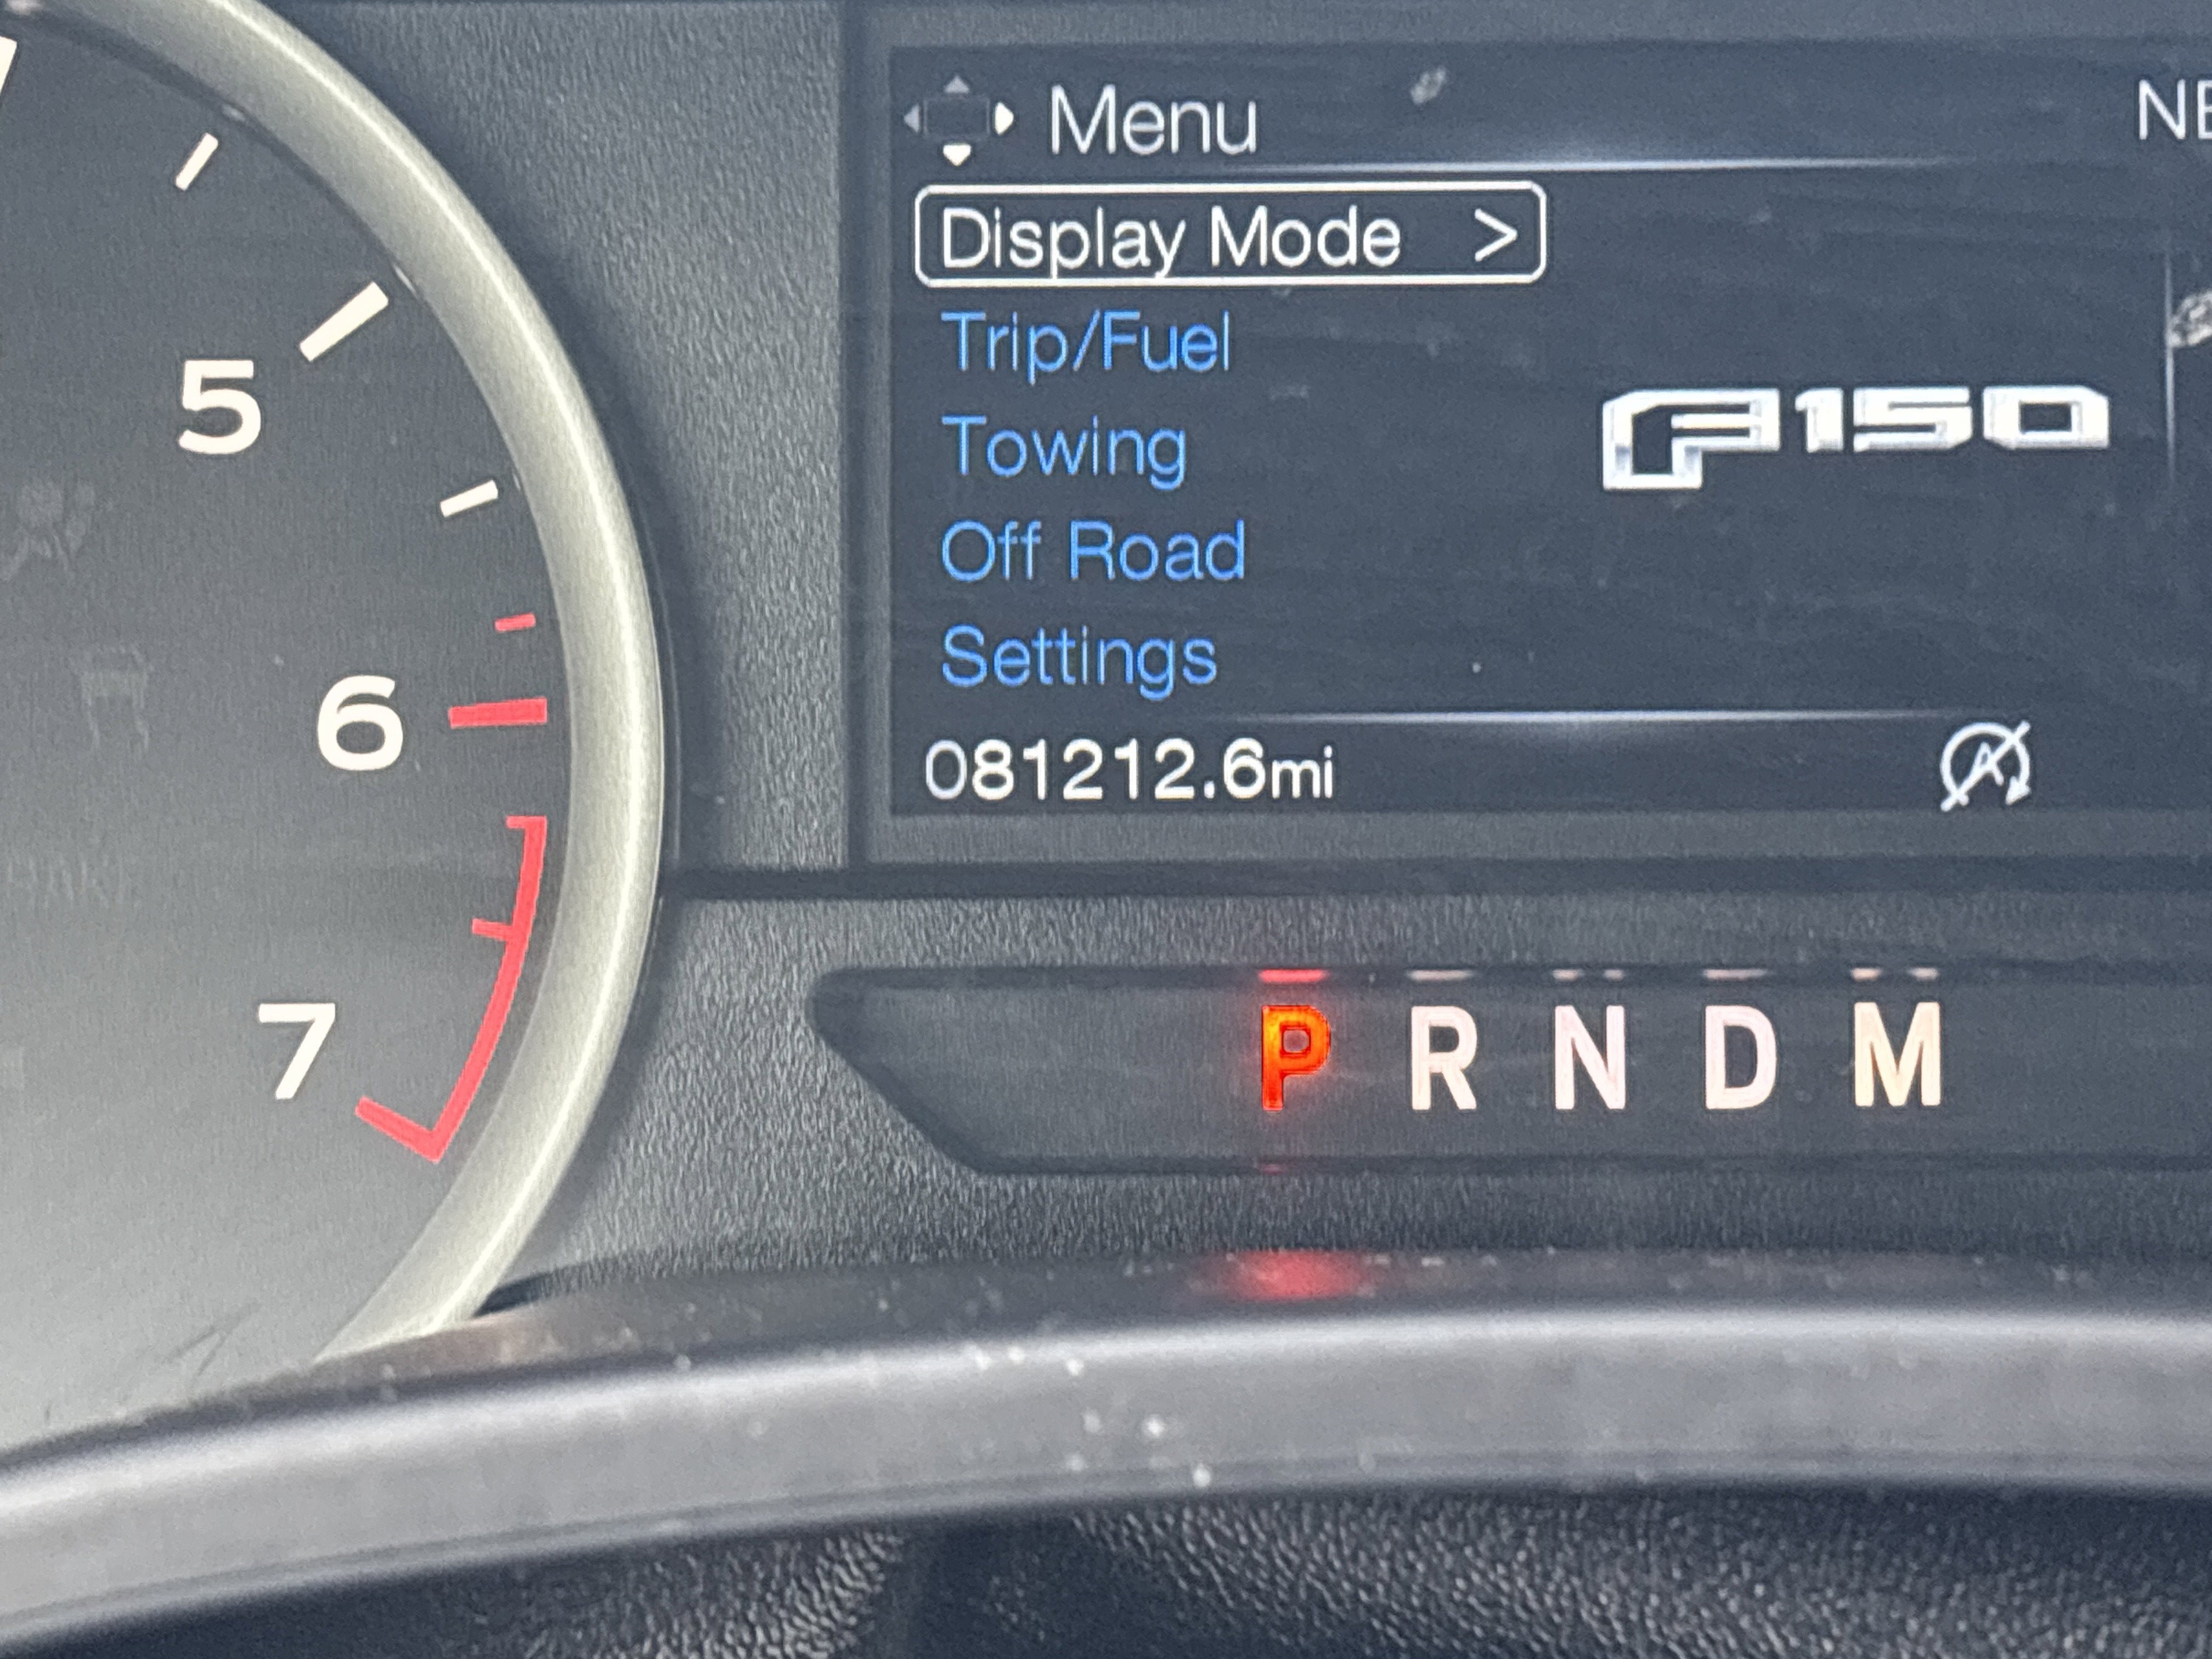 Menu
NE
Display Mode >
Trip/Fuel
Towing
Off Road
Settings
F150
081212.6mi
A
P R N D M
5
6
7